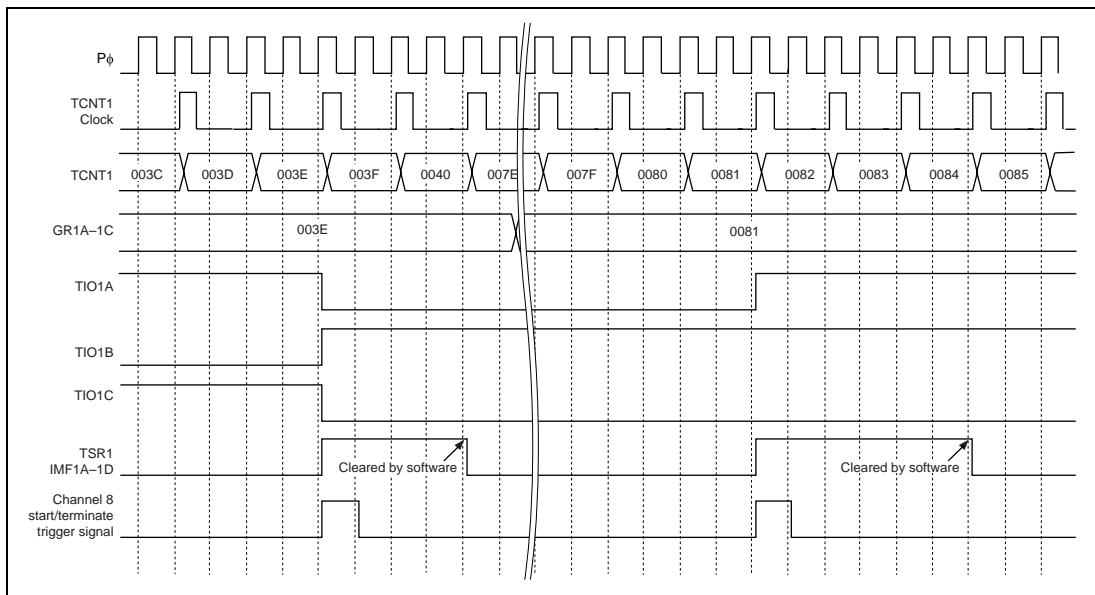 Pϕ
TCNT1
Clock
TCNT1
003C 003D 003E 003F 0040 007E 007F 0080 0081 0082 0083 0084 0085
GR1A–1C
003E 0081
TIO1A
TIO1B
TIO1C
TSR1
IMF1A–1D
Cleared by software Cleared by software
Channel 8
start/terminate
trigger signal